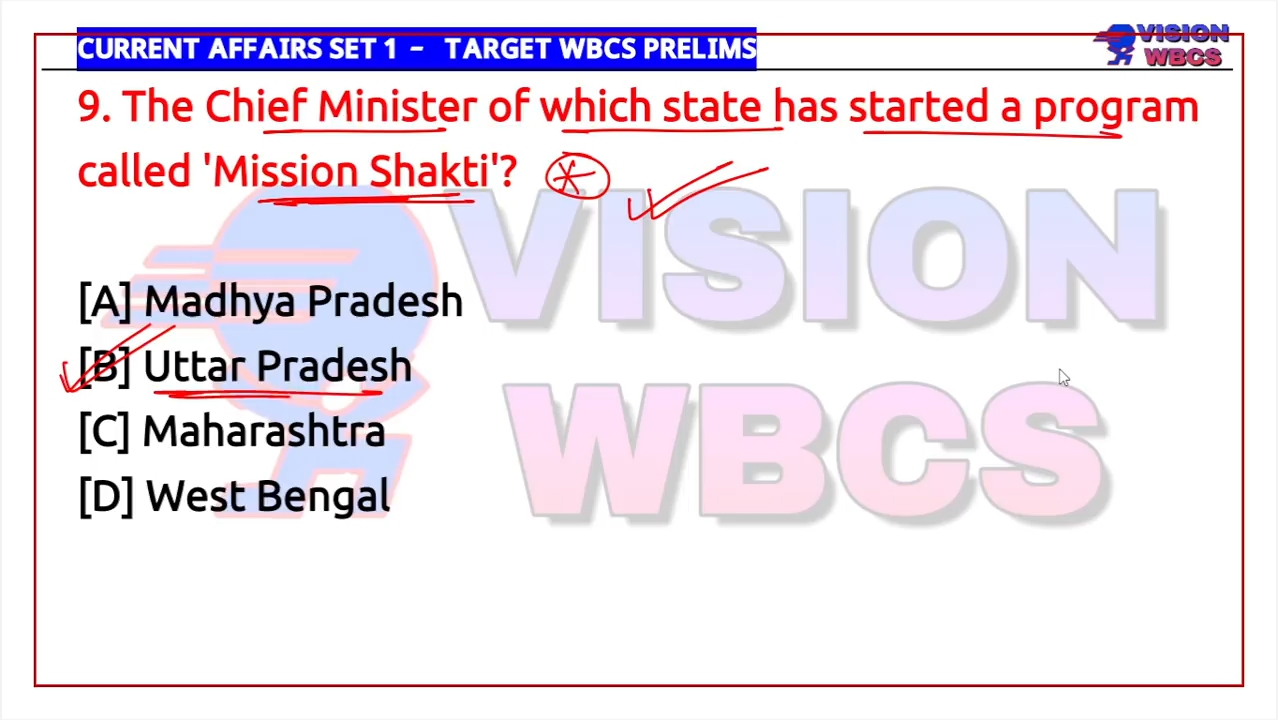 CURRENT AFFAIRS SET 1 – TARGET WBCS PRELIMS
VISION
WBCS
9. The Chief Minister of which state has started a program
called 'Mission Shakti'?
[A] Madhya Pradesh
[B] Uttar Pradesh
[C] Maharashtra
[D] West Bengal
VISION
WBCS